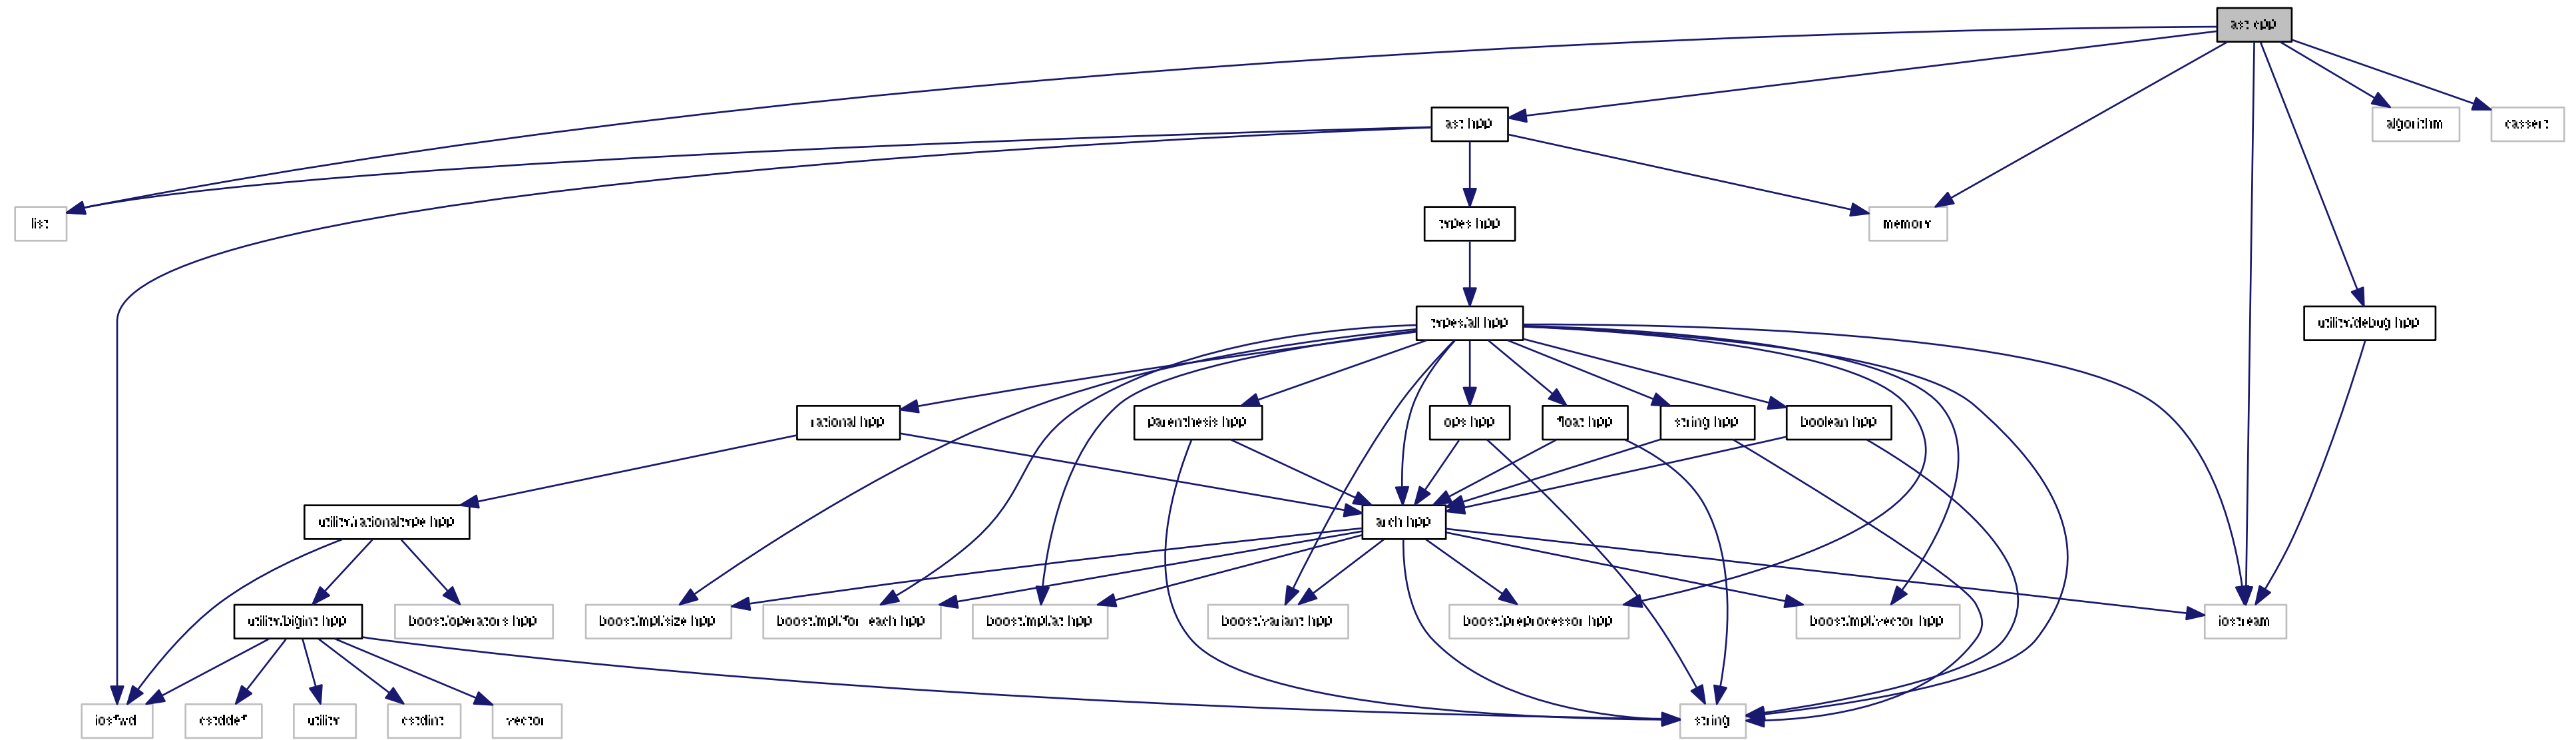 ast.cpp
ast.hpp
algorithm
cassert
list
types.hpp
memory
types/all.hpp
utility/debug.hpp
rational.hpp
parenthesis.hpp
ops.hpp
float.hpp
string.hpp
boolean.hpp
utility/rationaltype.hpp
arch.hpp
utility/bigint.hpp
boost/operators.hpp
boost/mpl/size.hpp
boost/mpl/for_each.hpp
boost/mpl/at.hpp
boost/variant.hpp
boost/preprocessor.hpp
boost/mpl/vector.hpp
iostream
iosfwd
cstddef
utility
cstdint
vector
string